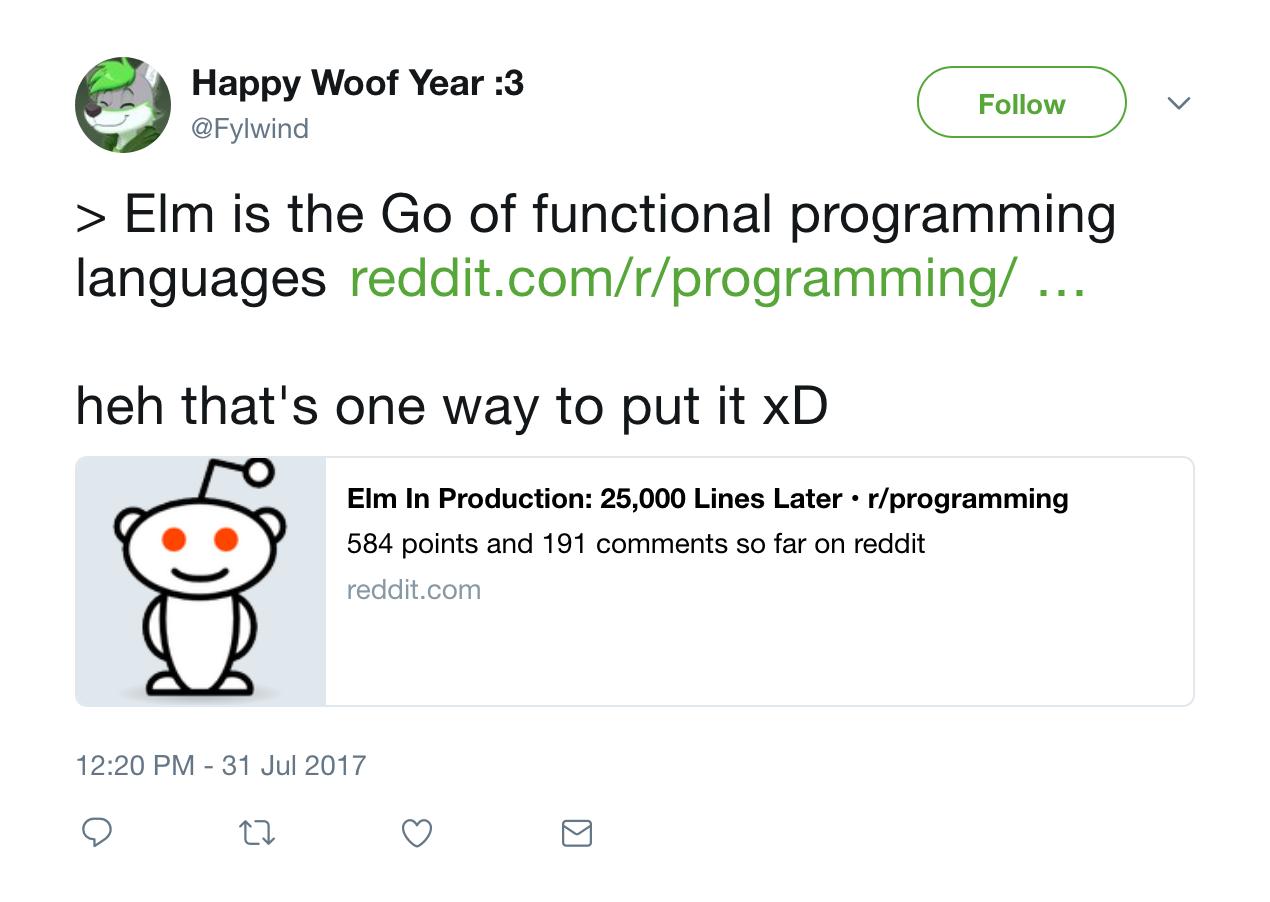 Happy Woof Year :3
@Fylwind
Follow
> Elm is the Go of functional programming
languages reddit.com/r/programming/ …
heh that's one way to put it xD
Elm In Production: 25,000 Lines Later • r/programming
584 points and 191 comments so far on reddit
reddit.com
12:20 PM - 31 Jul 2017